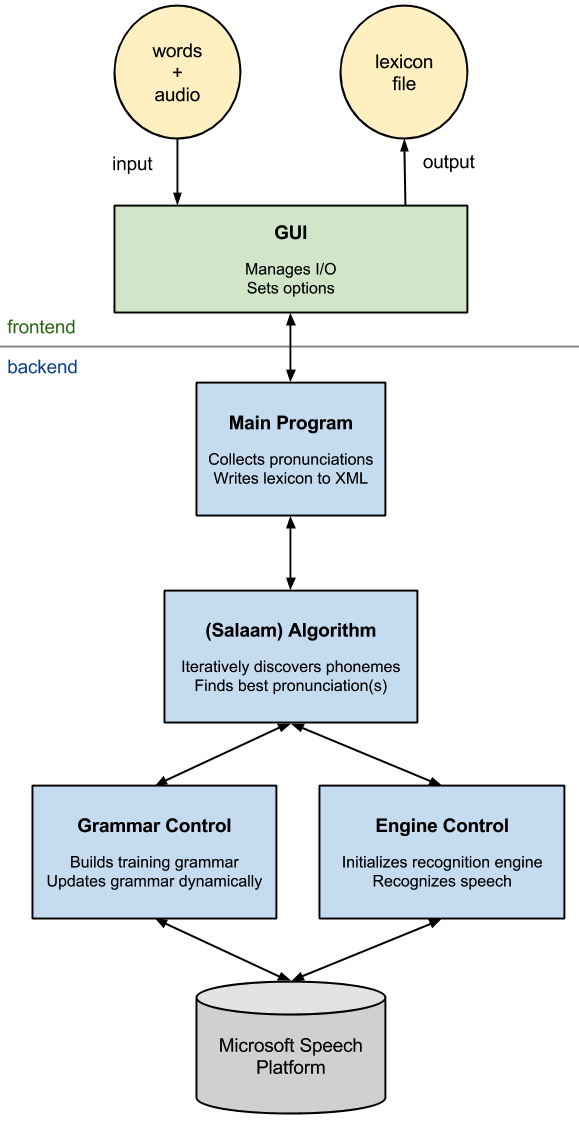 words
+
audio
lexicon
file
input
output
GUI
Manages I/O
Sets options
frontend
backend
Main Program
Collects pronunciations
Writes lexicon to XML
(Salaam) Algorithm
Iteratively discovers phonemes
Finds best pronunciation(s)
Grammar Control
Builds training grammar
Updates grammar dynamically
Engine Control
Initializes recognition engine
Recognizes speech
Microsoft Speech
Platform